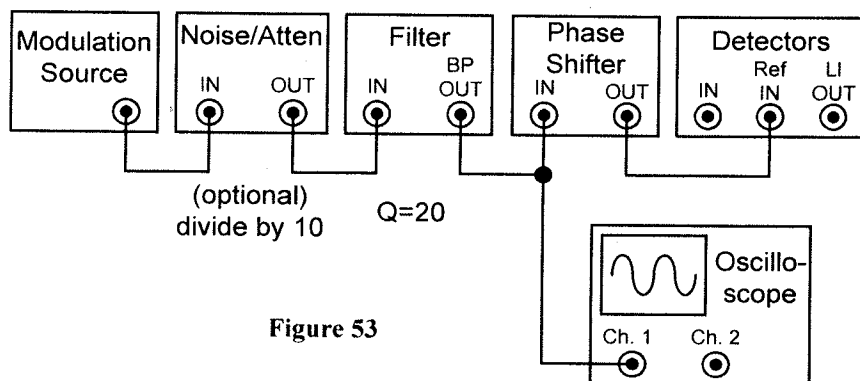 Modulation
Source
Noise/Atten
IN
OUT
Filter
IN
BP
OUT
Phase
Shifter
IN
OUT
Detectors
IN
Ref
IN
LI
OUT
(optional)
divide by 10
Q=20
Oscillo-
scope
Ch. 1
Ch. 2
Figure 53